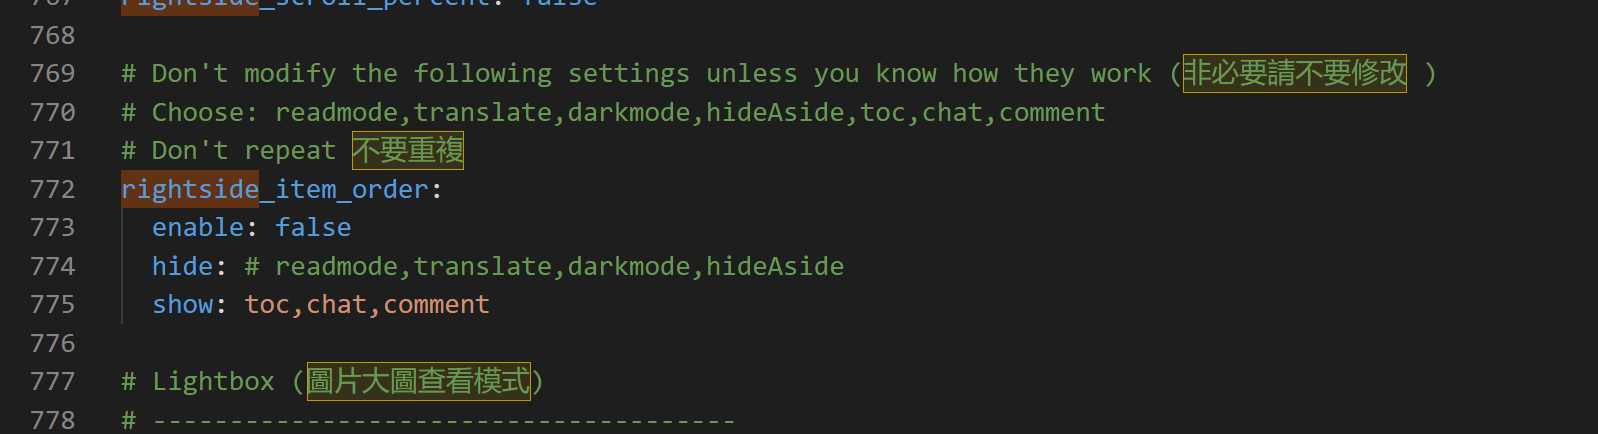 767 rightside_scroll_percent: false
768
769 # Don't modify the following settings unless you know how they work (非必要請不要修改 )
770 # Choose: readmode,translate,darkmode,hideAside,toc,chat,comment
771 # Don't repeat 不要重複
772 rightside_item_order:
773   enable: false
774   hide: # readmode,translate,darkmode,hideAside
775   show: toc,chat,comment
776
777 # Lightbox (圖片大圖查看模式)
778 # --------------------------------------